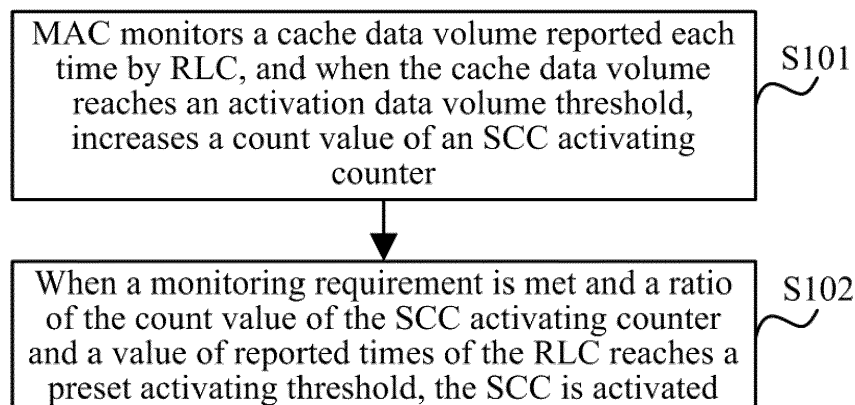 MAC monitors a cache data volume reported each
time by RLC, and when the cache data volume
reaches an activation data volume threshold,
increases a count value of an SCC activating
counter
S101
When a monitoring requirement is met and a ratio
of the count value of the SCC activating counter
and a value of reported times of the RLC reaches a
preset activating threshold, the SCC is activated
S102